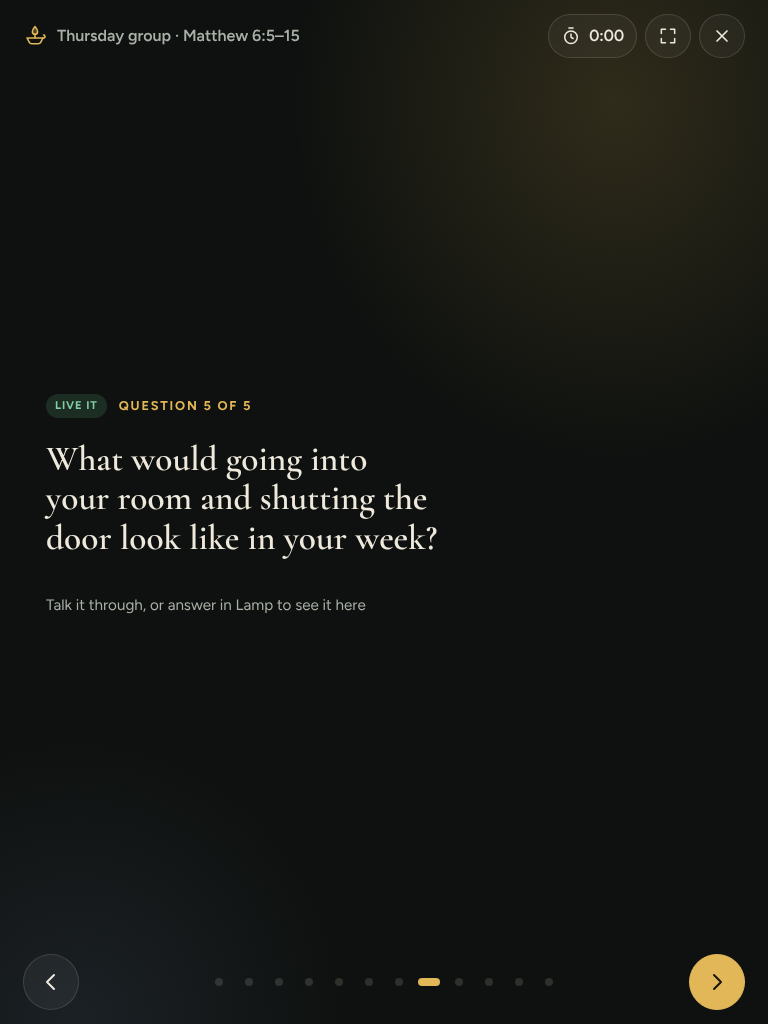 Thursday group · Matthew 6:5–15
0:00
LIVE IT
QUESTION 5 OF 5
What would going into
your room and shutting the
door look like in your week?
Talk it through, or answer in Lamp to see it here